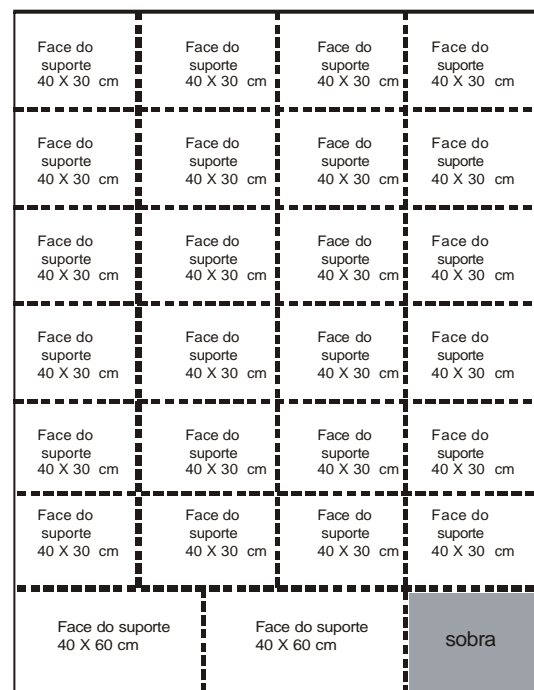 Face do
suporte
40 X 30 cm
Face do
suporte
40 X 30 cm
Face do
suporte
40 X 30 cm
Face do
suporte
40 X 30 cm
Face do
suporte
40 X 30 cm
Face do
suporte
40 X 30 cm
Face do
suporte
40 X 30 cm
Face do
suporte
40 X 30 cm
Face do
suporte
40 X 30 cm
Face do
suporte
40 X 30 cm
Face do
suporte
40 X 30 cm
Face do
suporte
40 X 30 cm
Face do
suporte
40 X 30 cm
Face do
suporte
40 X 30 cm
Face do
suporte
40 X 30 cm
Face do
suporte
40 X 30 cm
Face do
suporte
40 X 30 cm
Face do
suporte
40 X 30 cm
Face do
suporte
40 X 30 cm
Face do
suporte
40 X 30 cm
Face do
suporte
40 X 30 cm
Face do
suporte
40 X 30 cm
Face do
suporte
40 X 30 cm
Face do
suporte
40 X 30 cm
Face do suporte
40 X 60 cm
Face do suporte
40 X 60 cm
sobra